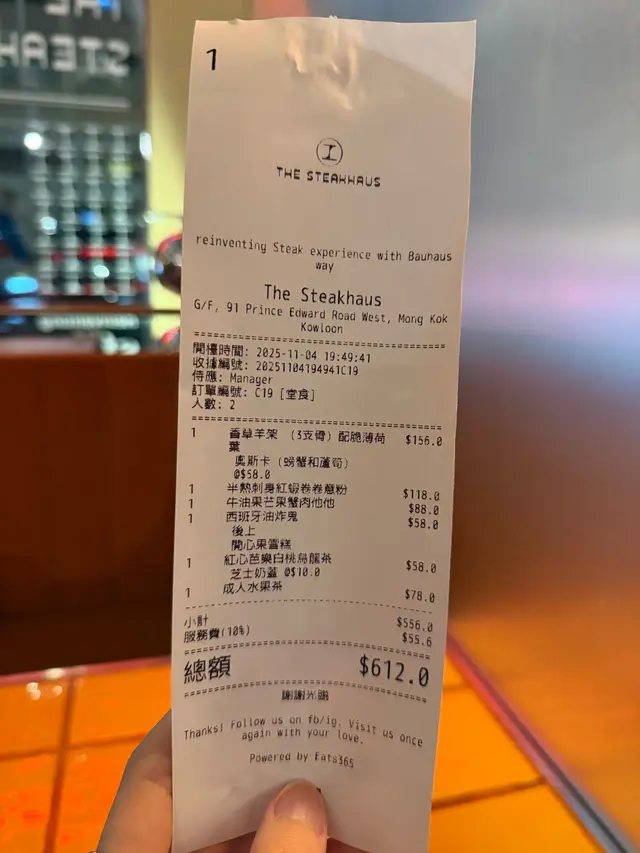 THE
STEAK
1
THE STEAKHAUS
reinventing Steak experience with Bauhaus
way
The Steakhaus
G/F, 91 Prince Edward Road West, Mong Kok
Kowloon
開檯時間: 2025-11-04 19:49:41
收據編號: 20251104194941C19
侍應: Manager
訂單編號: C19 [堂食]
人數: 2
1 香草羊架 (3支骨) 配脆薄荷 $156.0
葉
奧斯卡 (螃蟹和蘆筍)
@$58.0
1 半熟刺身紅蝦卷卷意粉 $118.0
1 牛油果芒果蟹肉他他 $88.0
1 西班牙油炸鬼 $58.0
後上
開心果雪糕
1 紅心芭樂白桃烏龍茶 $58.0
芝士奶蓋 @$10.0
1 成人水果茶 $78.0
小計 $556.0
服務費(10%) $55.6
總額 $612.0
謝謝光臨
Thanks! Follow us on fb/ig. Visit us once
again with your love.
Powered by Eats365